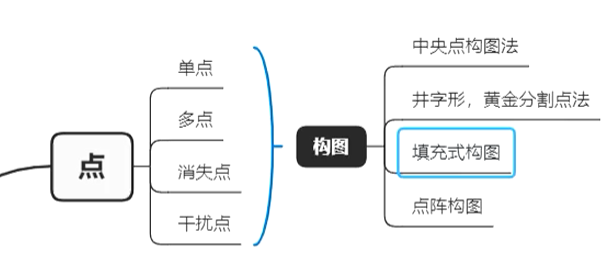 点
单点
多点
消失点
干扰点
构图
中央点构图法
井字形，黄金分割点法
填充式构图
点阵构图